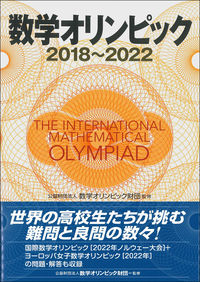 数学オリンピック
2018〜2022
THE INTERNATIONAL
MATHEMATICAL
OLYMPIAD
公益財団法人 数学オリンピック財団 監修
世界の高校生たちが挑む
難問と良問の数々!
国際数学オリンピック[2022年ノルウェー大会]+
ヨーロッパ女子数学オリンピック[2022年]
の問題・解答も収録
公益財団法人数学オリンピック財団=監修